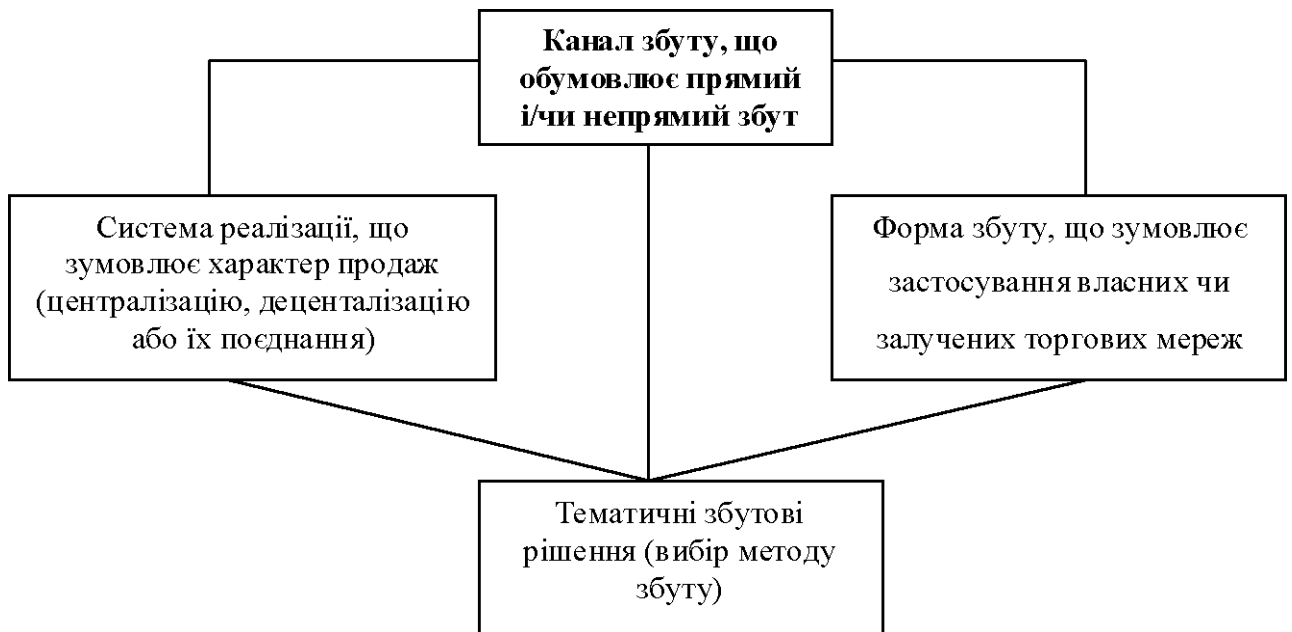 Канал збуту, що
обумовлює прямий
і/чи непрямий збут
Система реалізації, що
зумовлює характер продаж
(централізацію, деценталізацію
або їх поєднання)
Форма збуту, що зумовлює
застосування власних чи
залучених торгових мереж
Тематичні збутові
рішення (вибір методу
збуту)